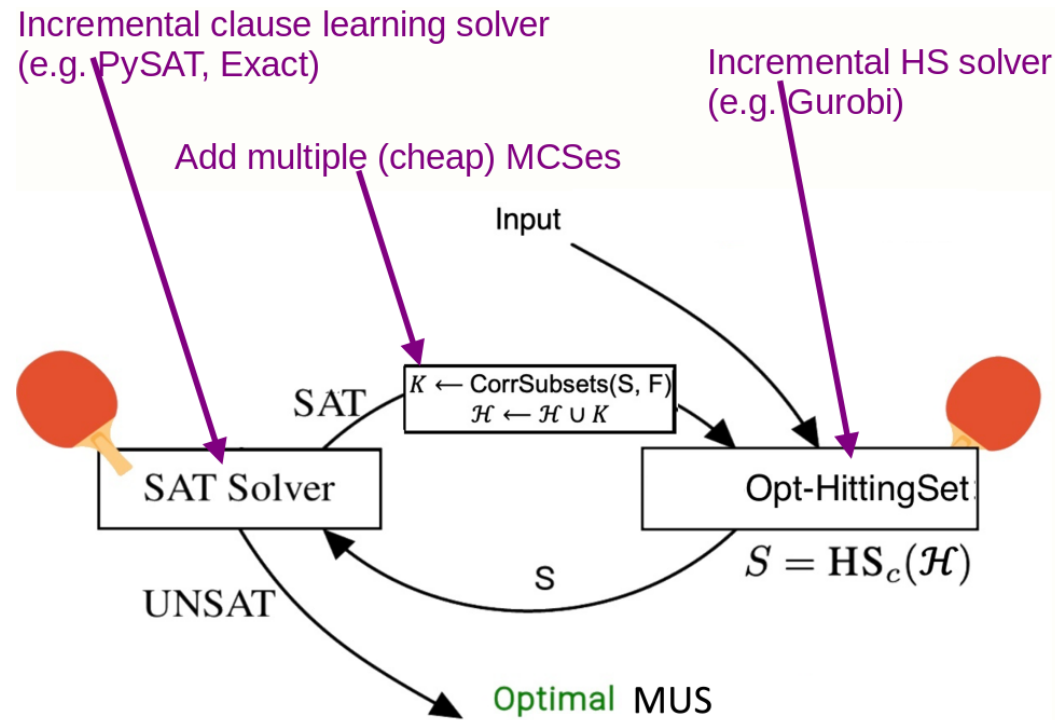 Incremental clause learning solver
(e.g. PySAT, Exact)
Incremental HS solver
(e.g. Gurobi)
Add multiple (cheap) MCSes
Input
SAT
K ← CorrSubsets(S, F)
ℋ ← ℋ ∪ K
SAT Solver
Opt-HittingSet
S = HS_c(ℋ)
S
UNSAT
Optimal MUS